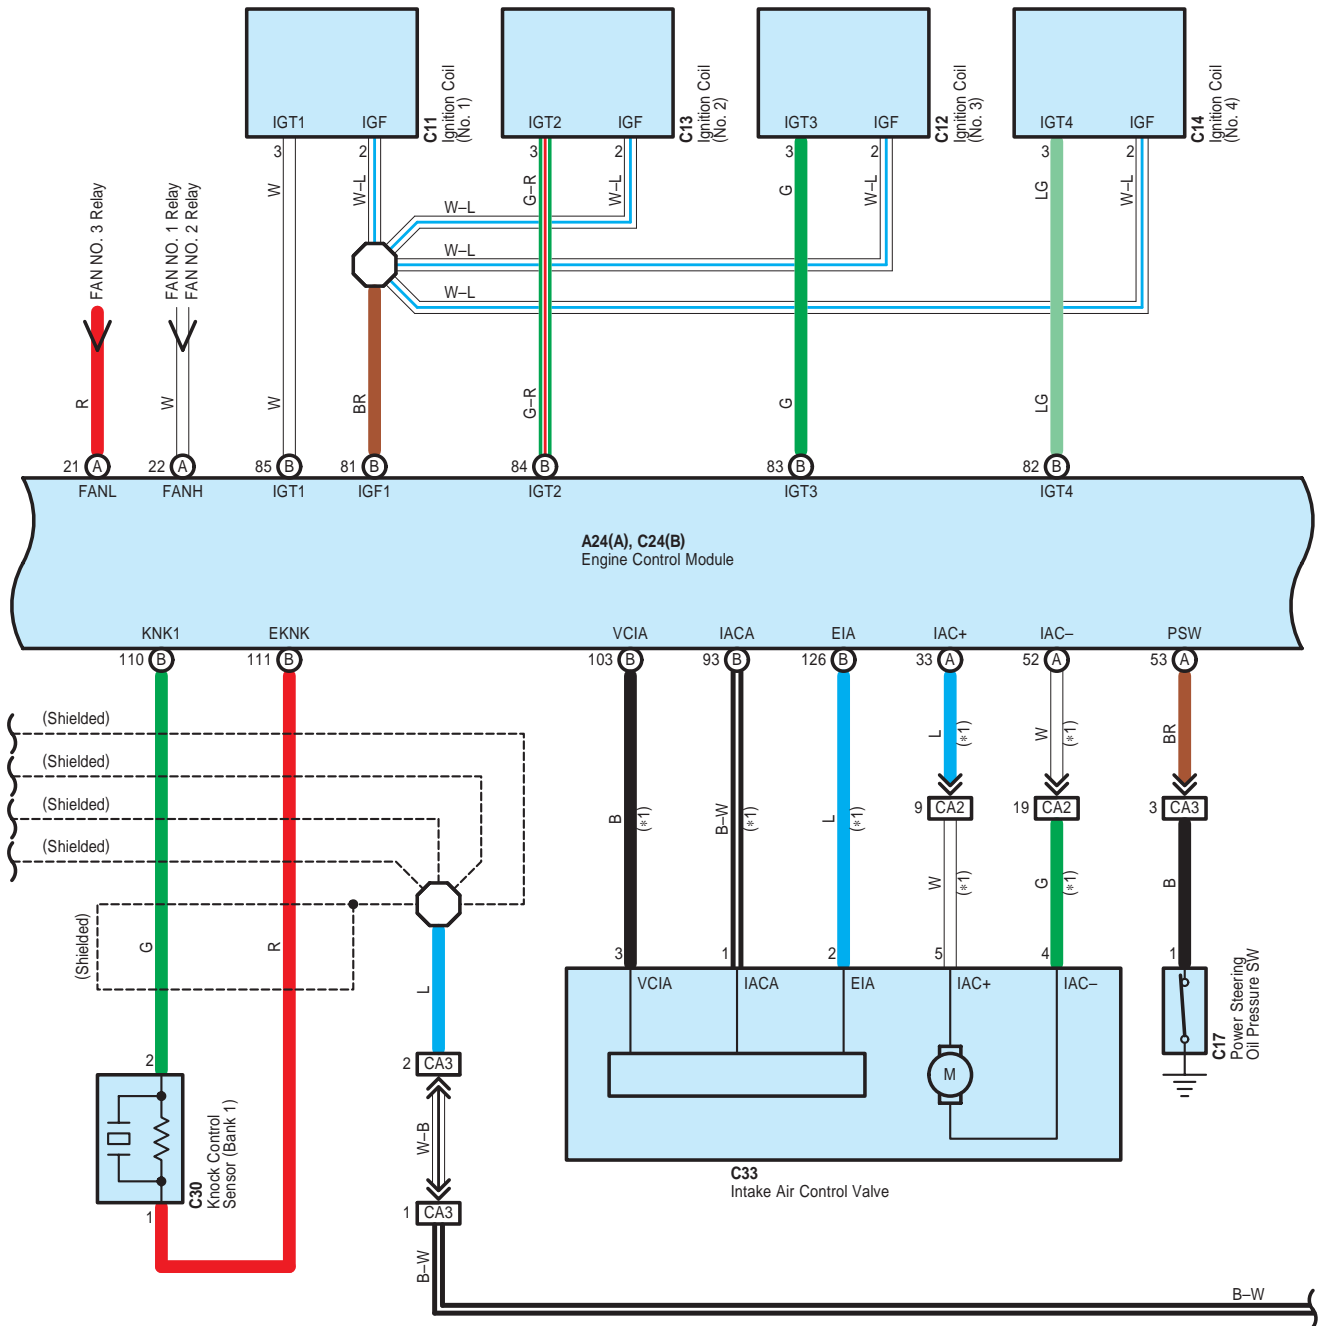 IGT1
IGF
C11
Ignition Coil
(No. 1)
IGT2
IGF
C13
Ignition Coil
(No. 2)
IGT3
IGF
C12
Ignition Coil
(No. 3)
IGT4
IGF
C14
Ignition Coil
(No. 4)
3
2
3
2
3
2
3
2
W
W–L
G–R
W–L
G
W–L
LG
W–L
W–L
W–L
W–L
FAN NO. 3 Relay
FAN NO. 1 Relay
FAN NO. 2 Relay
R
W
W
BR
G–R
G
LG
21 A
22 A
85 B
81 B
84 B
83 B
82 B
FANL
FANH
IGT1
IGF1
IGT2
IGT3
IGT4
A24(A), C24(B)
Engine Control Module
KNK1
EKNK
VCIA
IACA
EIA
IAC+
IAC–
PSW
110 B
111 B
103 B
93 B
126 B
33 A
52 A
53 A
(Shielded)
(Shielded)
(Shielded)
(Shielded)
(Shielded)
L
(∗1)
W
(∗1)
BR
9 CA2
19 CA2
3 CA3
B
(∗1)
B–W
(∗1)
L
(∗1)
W
(∗1)
G
(∗1)
B
G
R
L
3
1
2
5
4
1
VCIA
IACA
EIA
IAC+
IAC–
M
C33
Intake Air Control Valve
C17
Power Steering
Oil Pressure SW
2
C30
Knock Control
Sensor (Bank 1)
1
2 CA3
W–B
1 CA3
B–W
B–W